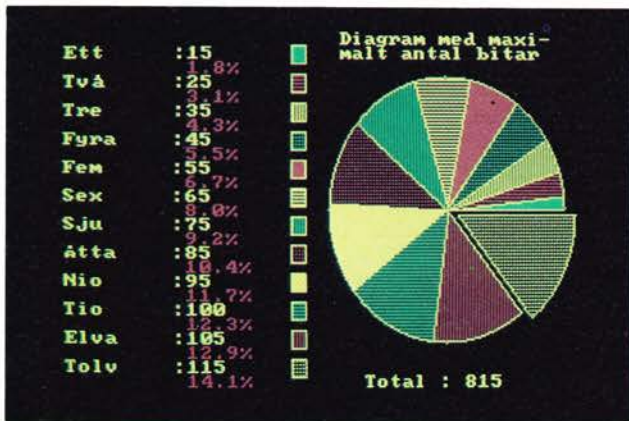 Ett :15
1.8%
Två :25
3.1%
Tre :35
4.3%
Fyra :45
5.5%
Fem :55
6.7%
Sex :65
8.0%
Sju :75
9.2%
Åtta :85
10.4%
Nio :95
11.7%
Tio :100
12.3%
Elva :105
12.9%
Tolv :115
14.1%
Diagram med maxi-
malt antal bitar
Total : 815